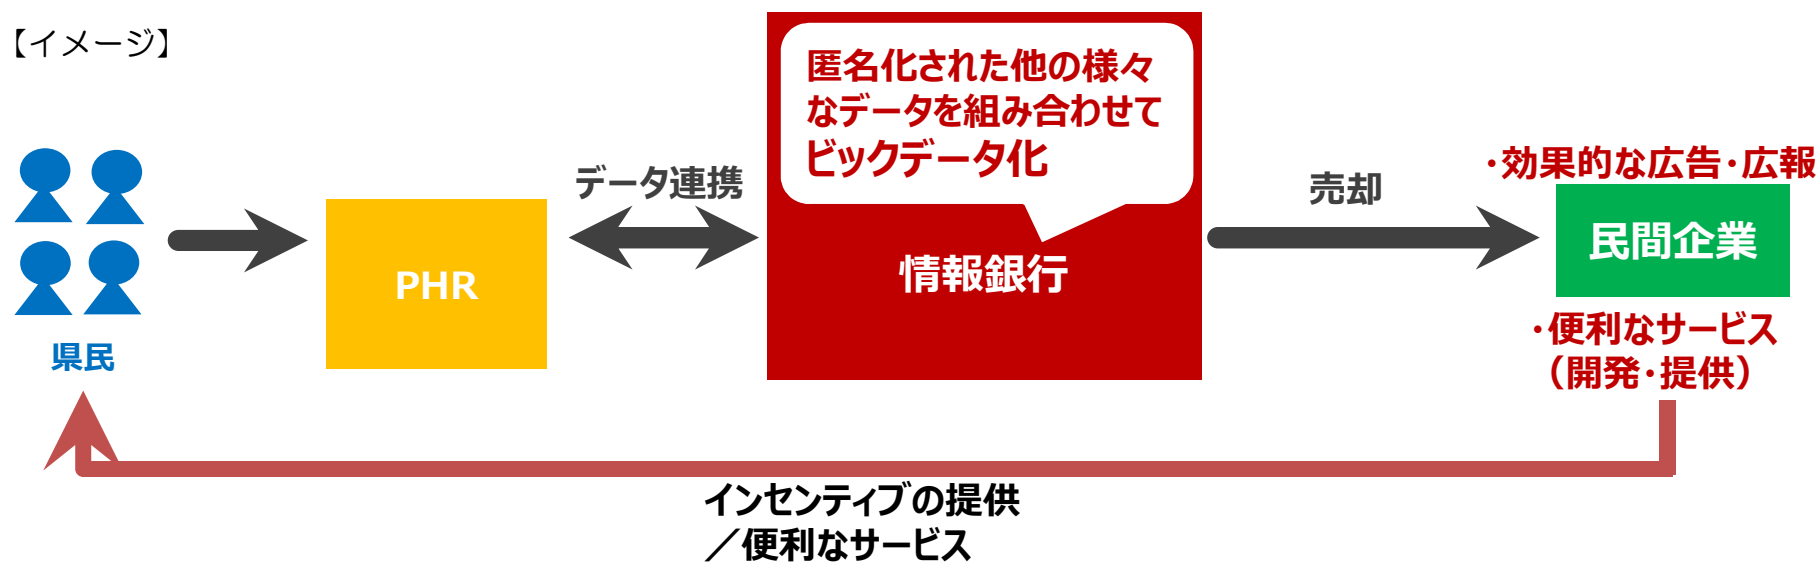 【イメージ】
匿名化された他の様々
なデータを組み合わせて
ビックデータ化
データ連携
売却
・効果的な広告・広報
民間企業
PHR
情報銀行
・便利なサービス
（開発・提供）
県民
インセンティブの提供
／便利なサービス